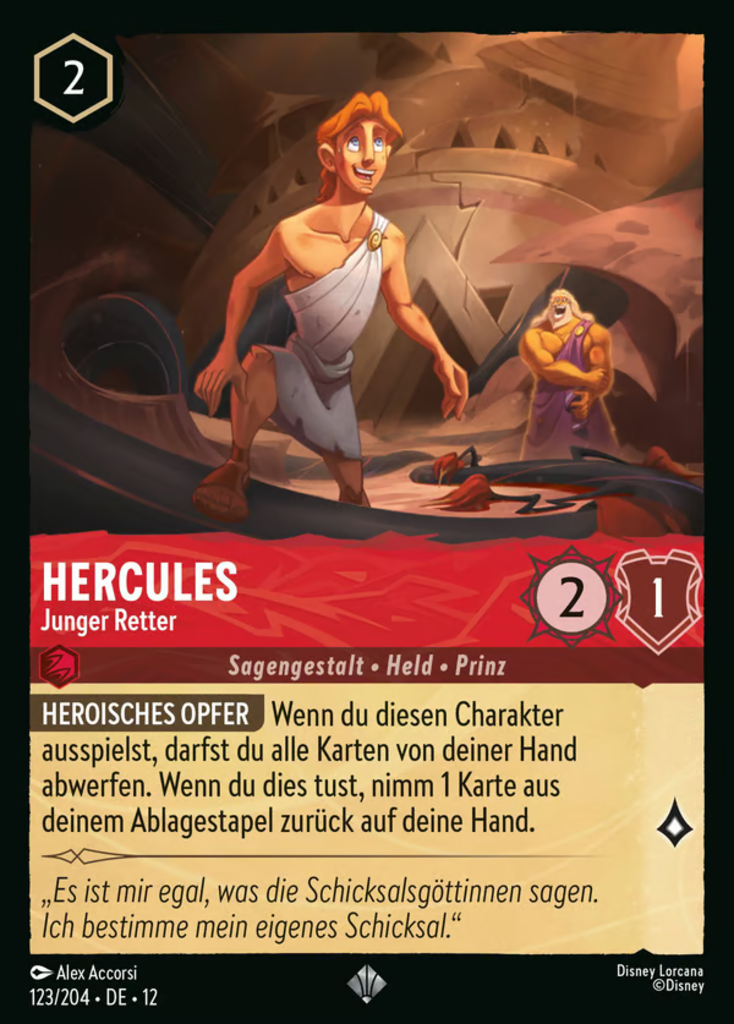 2
HERCULES
Junger Retter
2
1
Sagengestalt • Held • Prinz
HEROISCHES OPFER Wenn du diesen Charakter
ausspielst, darfst du alle Karten von deiner Hand
abwerfen. Wenn du dies tust, nimm 1 Karte aus
deinem Ablagestapel zurück auf deine Hand.
„Es ist mir egal, was die Schicksalsgöttinnen sagen.
Ich bestimme mein eigenes Schicksal.“
Alex Accorsi
123/204 • DE • 12
Disney Lorcana
©Disney